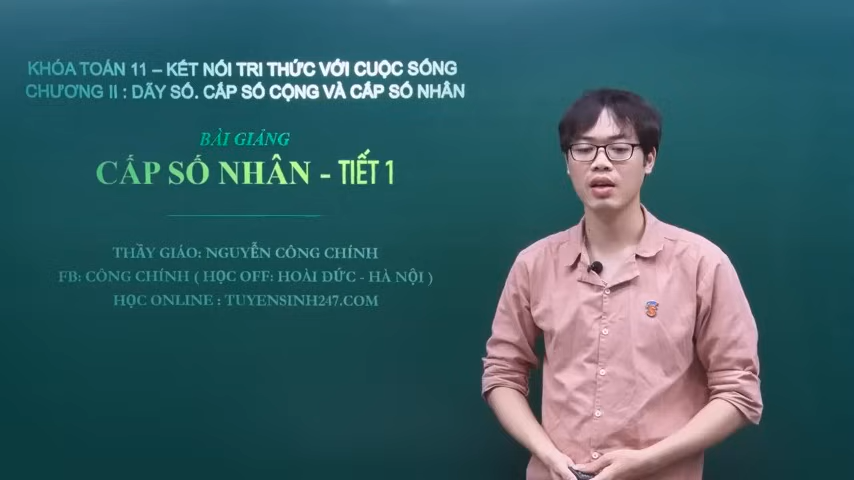 KHÓA TOÁN 11 – KẾT NỐI TRI THỨC VỚI CUỘC SỐNG
CHƯƠNG II : DÃY SỐ. CẤP SỐ CỘNG VÀ CẤP SỐ NHÂN
BÀI GIẢNG
CẤP SỐ NHÂN - TIẾT 1
THẦY GIÁO: NGUYỄN CÔNG CHÍNH
FB: CÔNG CHÍNH ( HỌC OFF: HOÀI ĐỨC - HÀ NỘI )
HỌC ONLINE : TUYENSINH247.COM